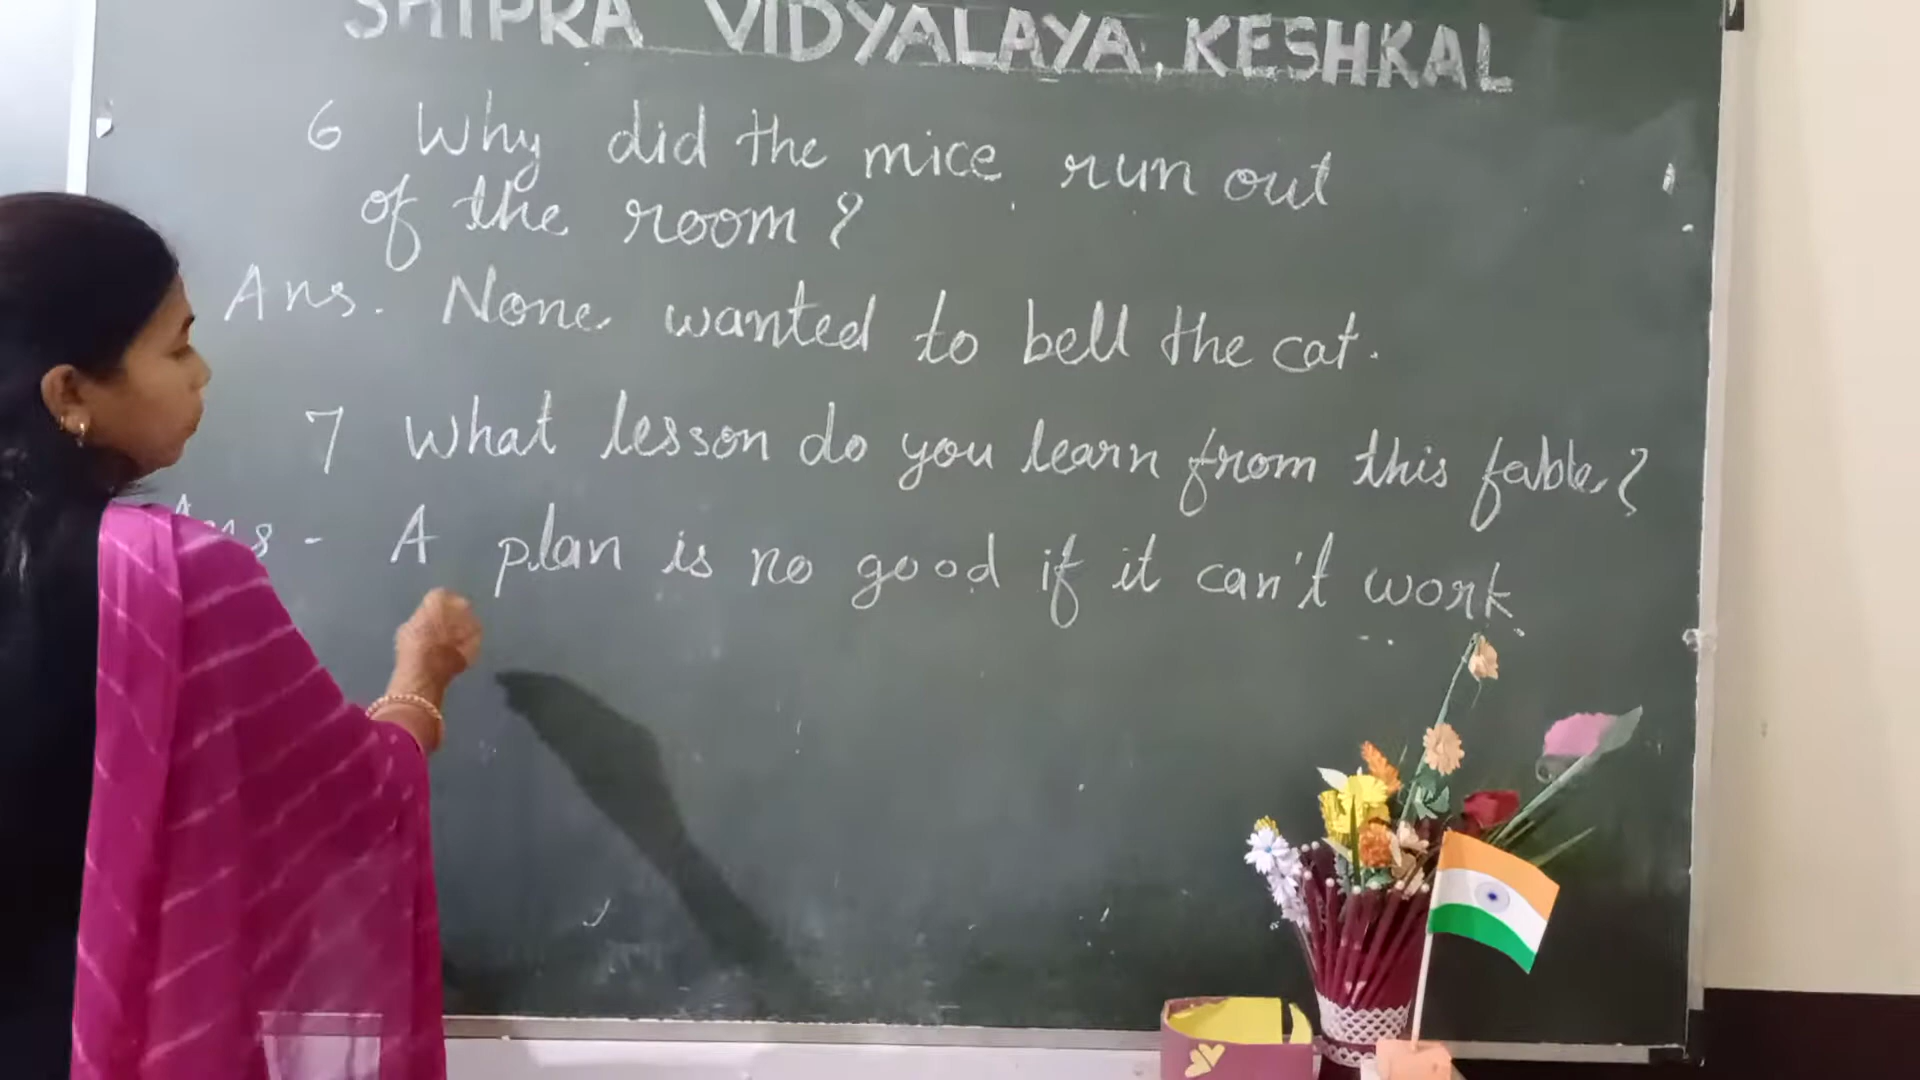 SHIPRA VIDYALAYA, KESHKAL
6 Why did the mice run out
of the room?
Ans. None wanted to bell the cat.
7 What lesson do you learn from this fable?
Ans - A plan is no good if it can't work